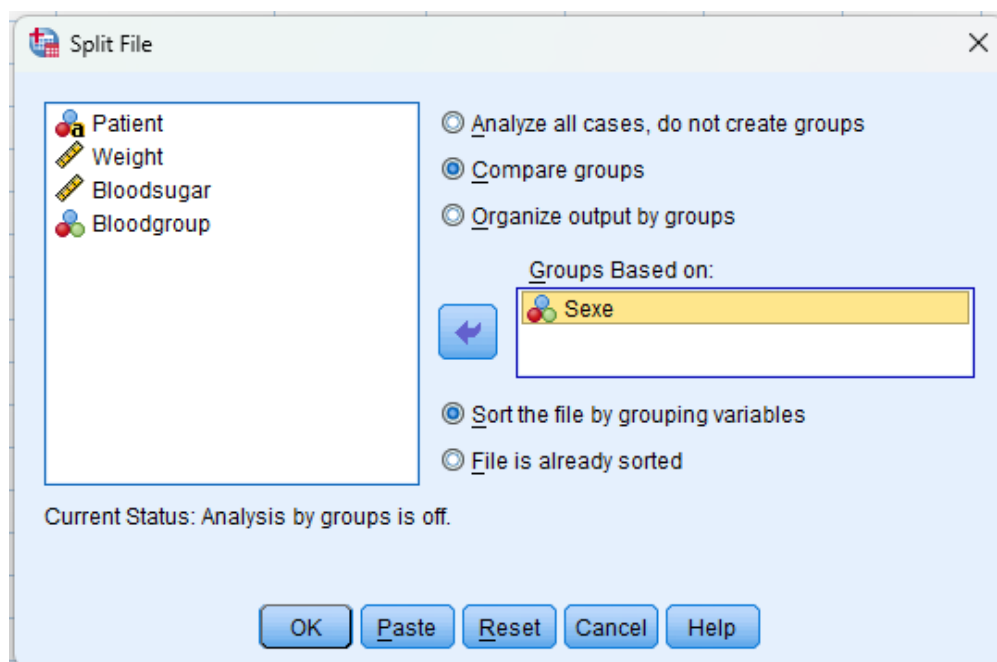 Split File
Patient
Weight
Bloodsugar
Bloodgroup
Analyze all cases, do not create groups
Compare groups
Organize output by groups
Groups Based on:
Sexe
Sort the file by grouping variables
File is already sorted
Current Status: Analysis by groups is off.
OK Paste Reset Cancel Help